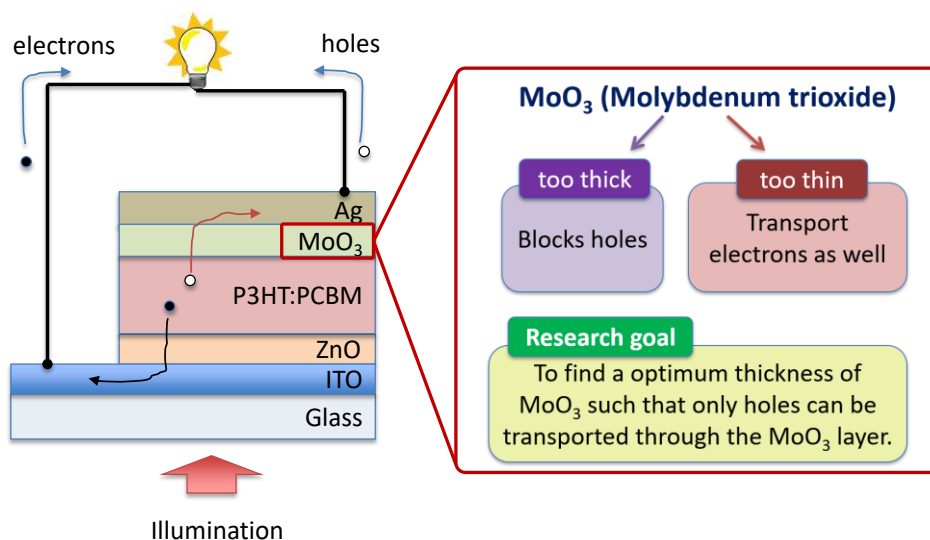 electrons
holes
Ag
MoO₃
P3HT:PCBM
ZnO
ITO
Glass
Illumination
MoO₃ (Molybdenum trioxide)
too thick
Blocks holes
too thin
Transport
electrons as well
Research goal
To find a optimum thickness of
MoO₃ such that only holes can be
transported through the MoO₃ layer.